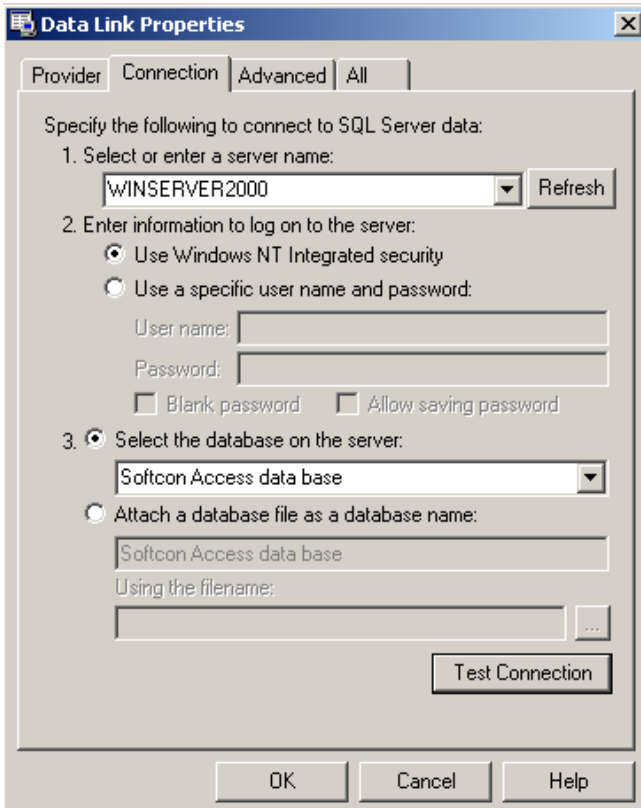 Data Link Properties
Provider Connection Advanced All
Specify the following to connect to SQL Server data:
1. Select or enter a server name:
WINSERVER2000 Refresh
2. Enter information to log on to the server:
Use Windows NT Integrated security
Use a specific user name and password:
User name:
Password:
Blank password Allow saving password
3. Select the database on the server:
Softcon Access data base
Attach a database file as a database name:
Softcon Access data base
Using the filename:
...
Test Connection
OK Cancel Help